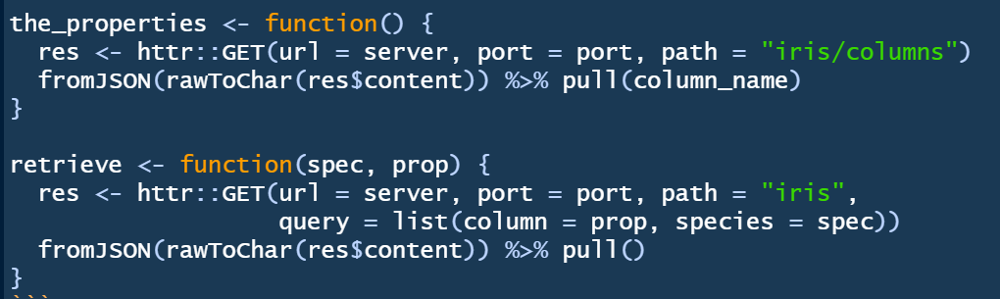 the_properties <- function() {
  res <- httr::GET(url = server, port = port, path = "iris/columns")
  fromJSON(rawToChar(res$content)) %>% pull(column_name)
}

retrieve <- function(spec, prop) {
  res <- httr::GET(url = server, port = port, path = "iris",
                   query = list(column = prop, species = spec))
  fromJSON(rawToChar(res$content)) %>% pull()
}
```